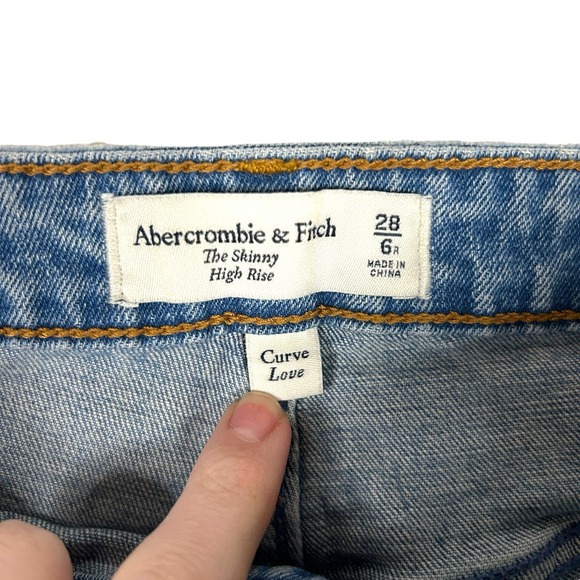 Abercrombie & Fitch
The Skinny
High Rise
28
6R
MADE IN
CHINA
Curve
Love